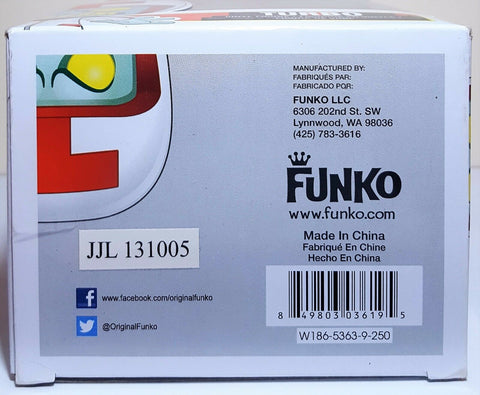 TURBO
MANUFACTURED BY:
FABRIQUÉS PAR:
FABRICADO POR:
FUNKO LLC
6306 202nd St. SW
Lynnwood, WA 98036
(425) 783-3616
FUNKO
www.funko.com
Made In China
Fabriqué En Chine
Hecho En China
JJL 131005
www.facebook.com/originalfunko
@OriginalFunko
8 49803 03619 5
W186-5363-9-250